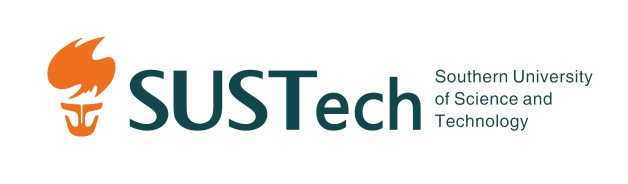 SUSTech
Southern University
of Science and
Technology